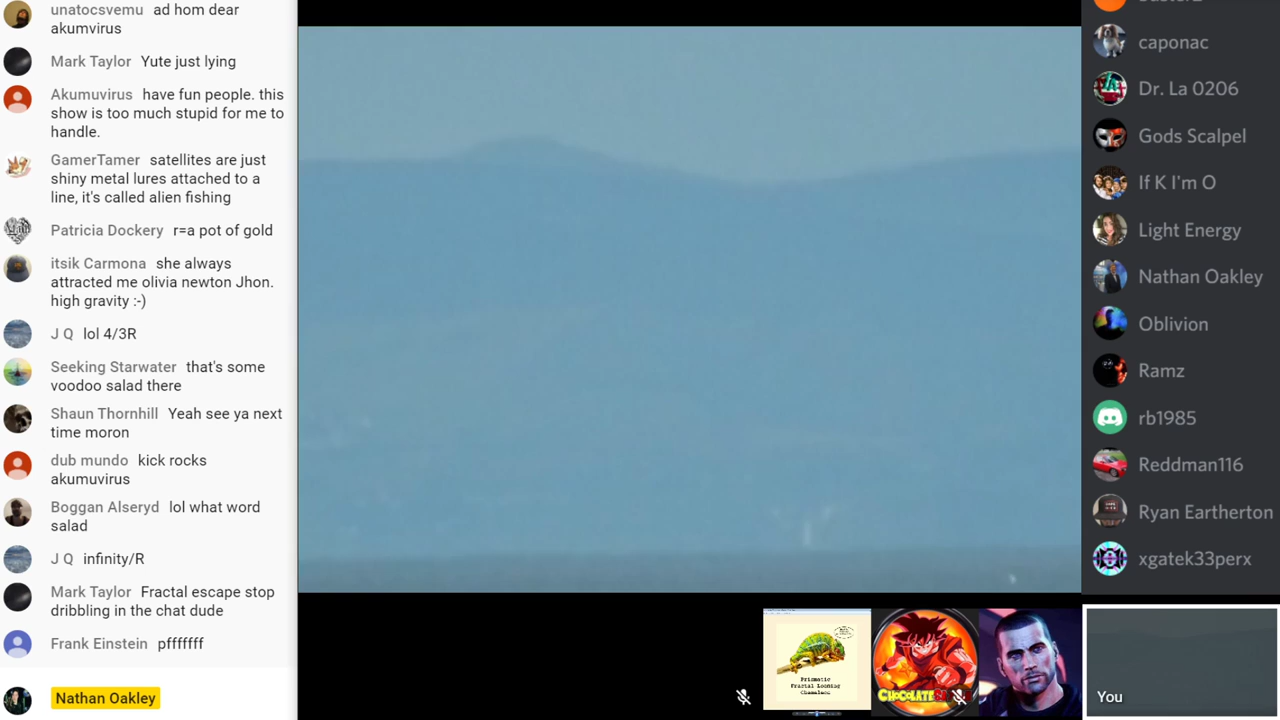 unatocsvemu ad hom dear
akumvirus
Mark Taylor Yute just lying
Akumuvirus have fun people. this
show is too much stupid for me to
handle.
GamerTamer satellites are just
shiny metal lures attached to a
line, it's called alien fishing
Patricia Dockery r=a pot of gold
itsik Carmona she always
attracted me olivia newton Jhon.
high gravity :-)
J Q lol 4/3R
Seeking Starwater that's some
voodoo salad there
Shaun Thornhill Yeah see ya next
time moron
dub mundo kick rocks
akumuvirus
Boggan Alseryd lol what word
salad
J Q infinity/R
Mark Taylor Fractal escape stop
dribbling in the chat dude
Frank Einstein pfffffff
Nathan Oakley
Prismatic
Fractal Looking
Chameleon
You
caponac
Dr. La 0206
Gods Scalpel
If K I'm O
Light Energy
Nathan Oakley
Oblivion
Ramz
rb1985
Reddman116
Ryan Eartherton
xgatek33perx